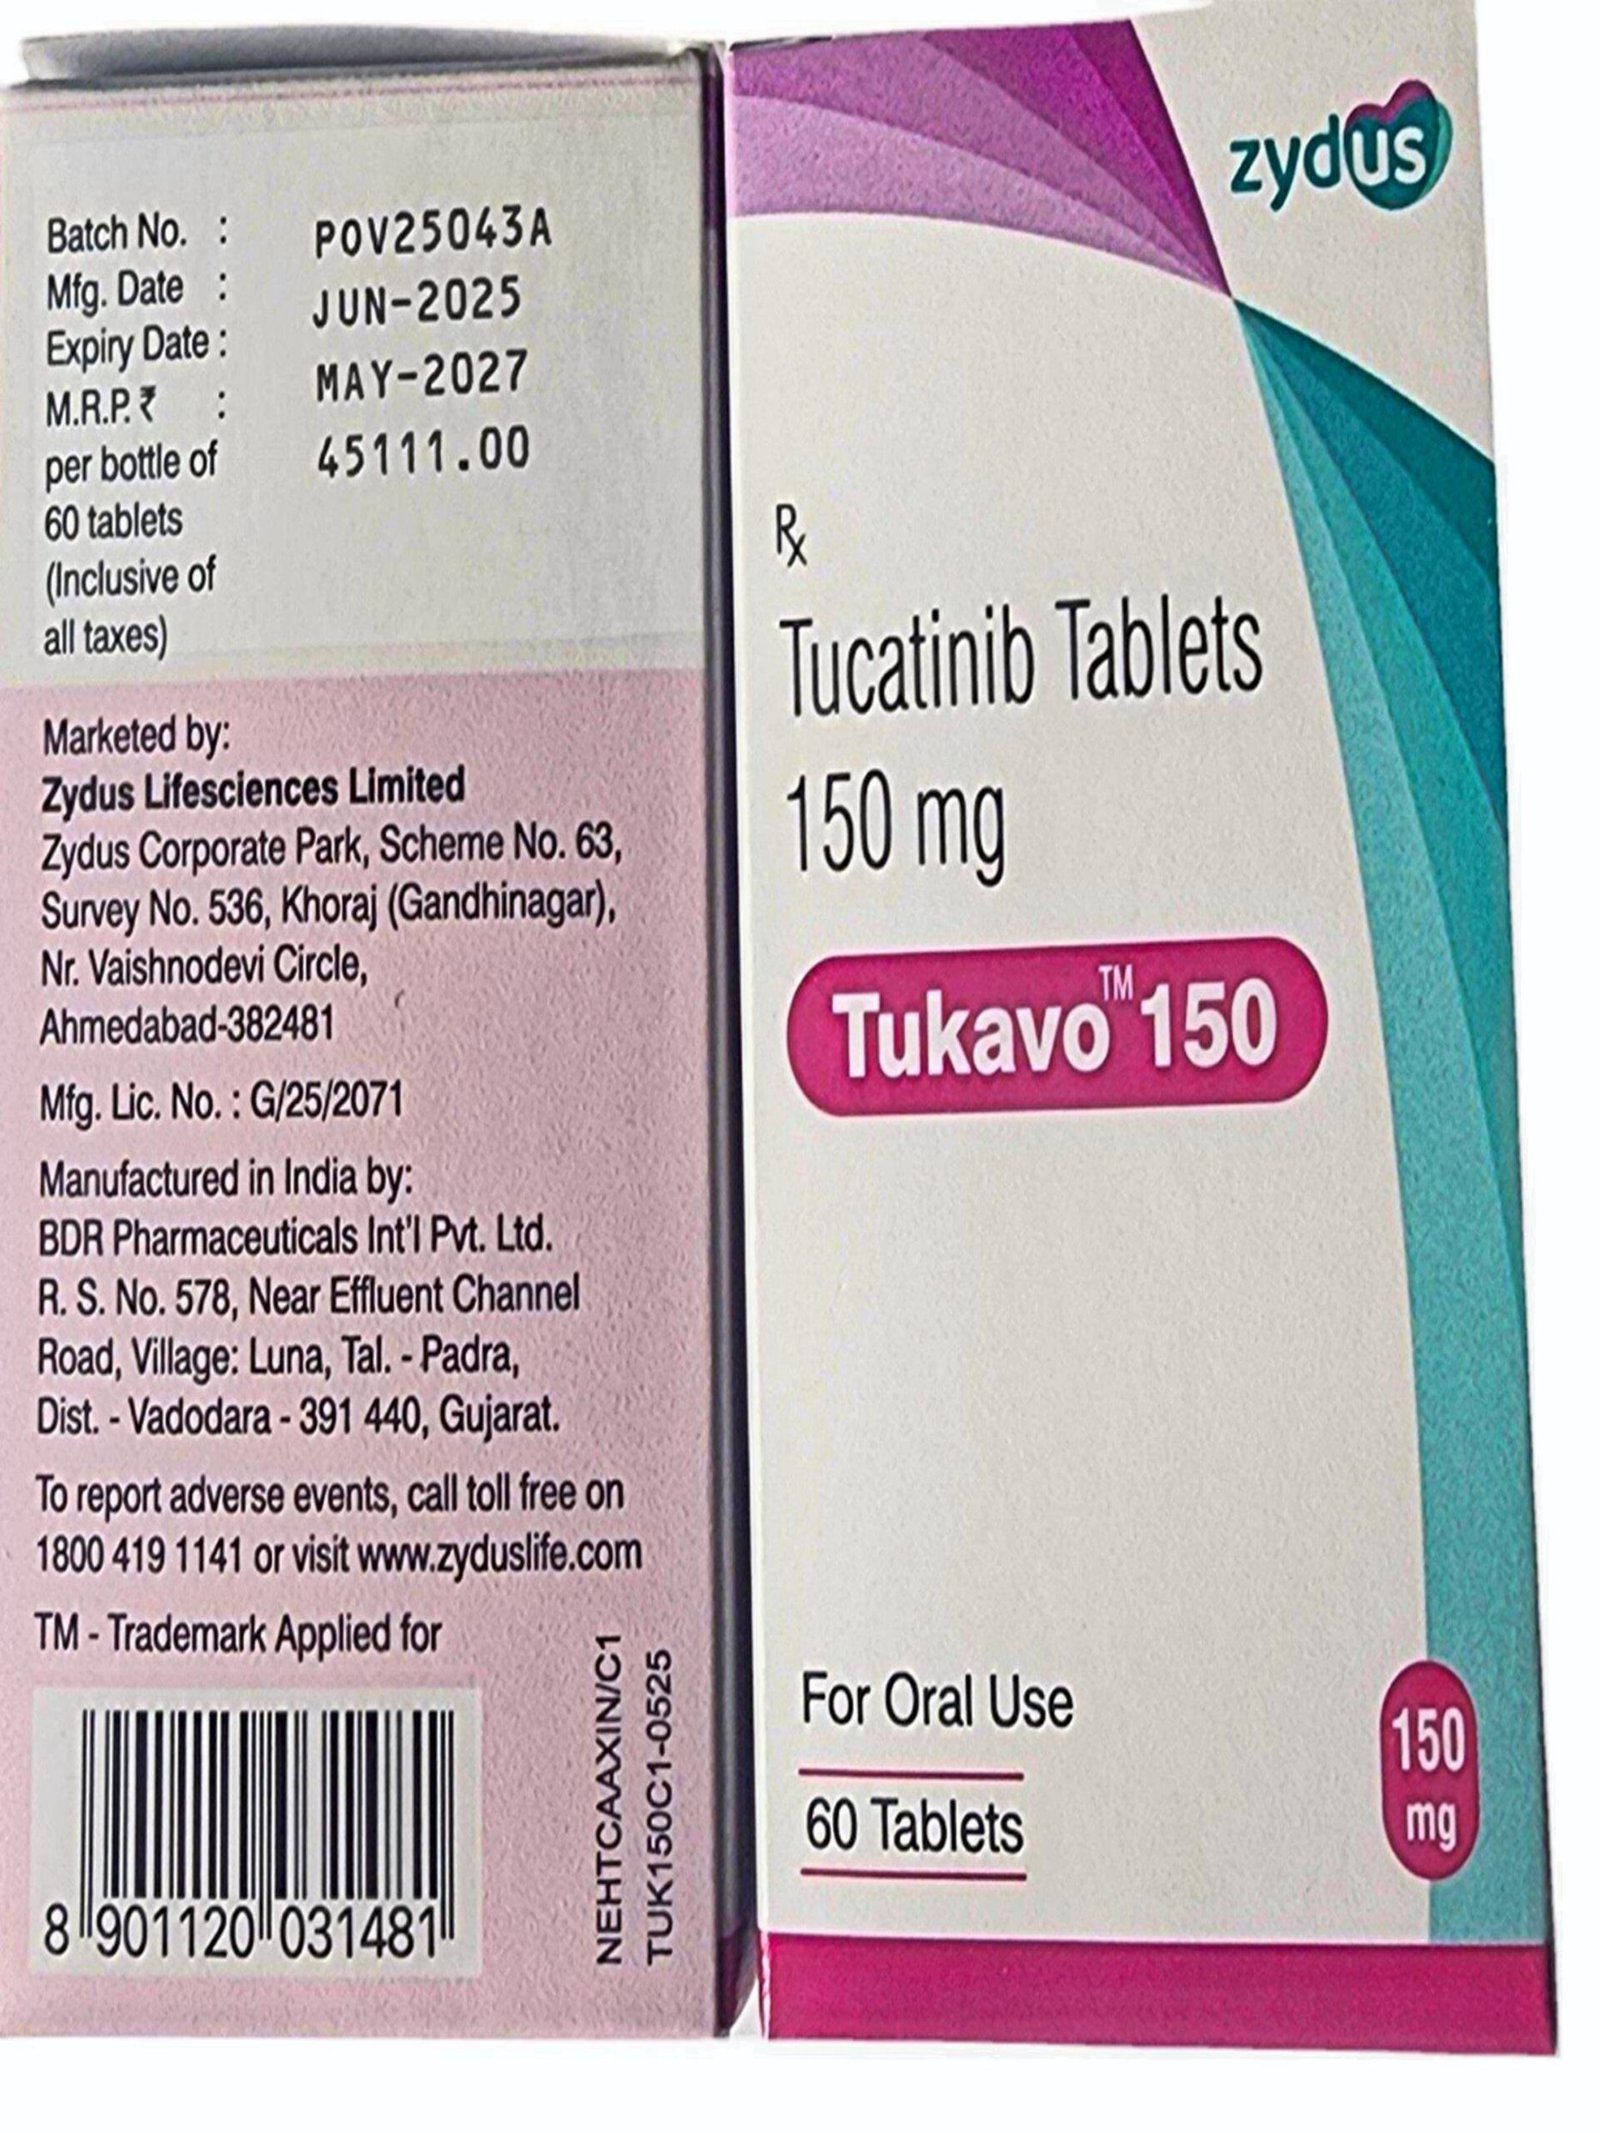 Batch No. : POV25043A
Mfg. Date : JUN-2025
Expiry Date : MAY-2027
M.R.P. ₹ : 45111.00
per bottle of
60 tablets
(Inclusive of
all taxes)
Marketed by:
Zydus Lifesciences Limited
Zydus Corporate Park, Scheme No. 63,
Survey No. 536, Khoraj (Gandhinagar),
Nr. Vaishnodevi Circle,
Ahmedabad-382481
Mfg. Lic. No. : G/25/2071
Manufactured in India by:
BDR Pharmaceuticals Int'l Pvt. Ltd.
R. S. No. 578, Near Effluent Channel
Road, Village: Luna, Tal. - Padra,
Dist. - Vadodara - 391 440, Gujarat.
To report adverse events, call toll free on
1800 419 1141 or visit www.zyduslife.com
TM - Trademark Applied for
8 901120 031481
NEHTCAAXIN/C1
TUK150C1-0525
zydus
Rx
Tucatinib Tablets
150 mg
Tukavo™ 150
For Oral Use
60 Tablets
150
mg